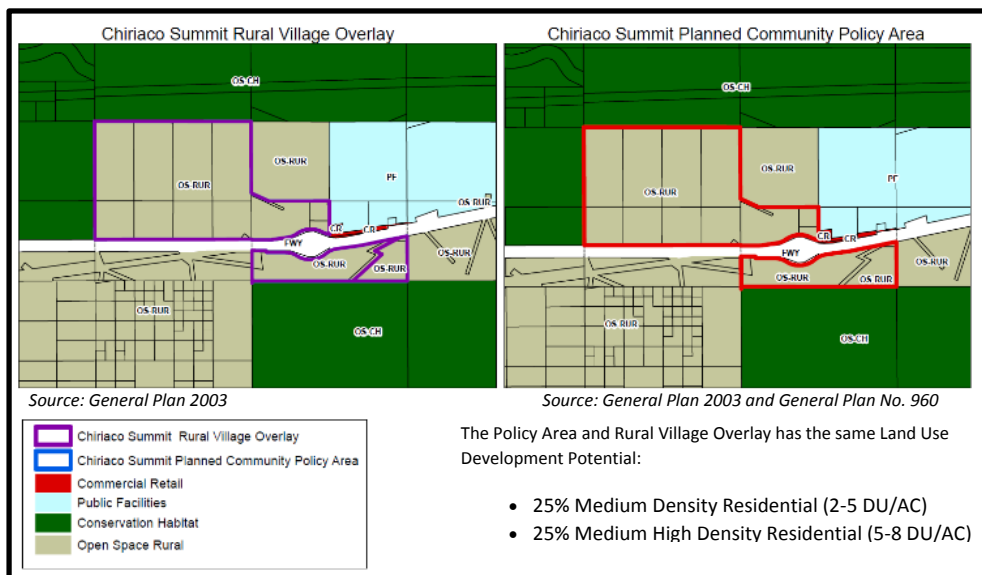 Chiriaco Summit Rural Village Overlay
OS-CH
OS-RUR
OS-RUR
PF
OS-RUR
CR
CR
FWY
OS-RUR
OS-RUR
OS-RUR
OS-RUR
OS-CH
Source: General Plan 2003
Chiriaco Summit Planned Community Policy Area
OS-CH
OS-RUR
OS-RUR
PF
OS-RUR
CR
CR
FWY
OS-RUR
OS-RUR
OS-RUR
OS-RUR
OS-CH
Source: General Plan 2003 and General Plan No. 960
Chiriaco Summit Rural Village Overlay
Chiriaco Summit Planned Community Policy Area
Commercial Retail
Public Facilities
Conservation Habitat
Open Space Rural
The Policy Area and Rural Village Overlay has the same Land Use
Development Potential:
• 25% Medium Density Residential (2-5 DU/AC)
• 25% Medium High Density Residential (5-8 DU/AC)